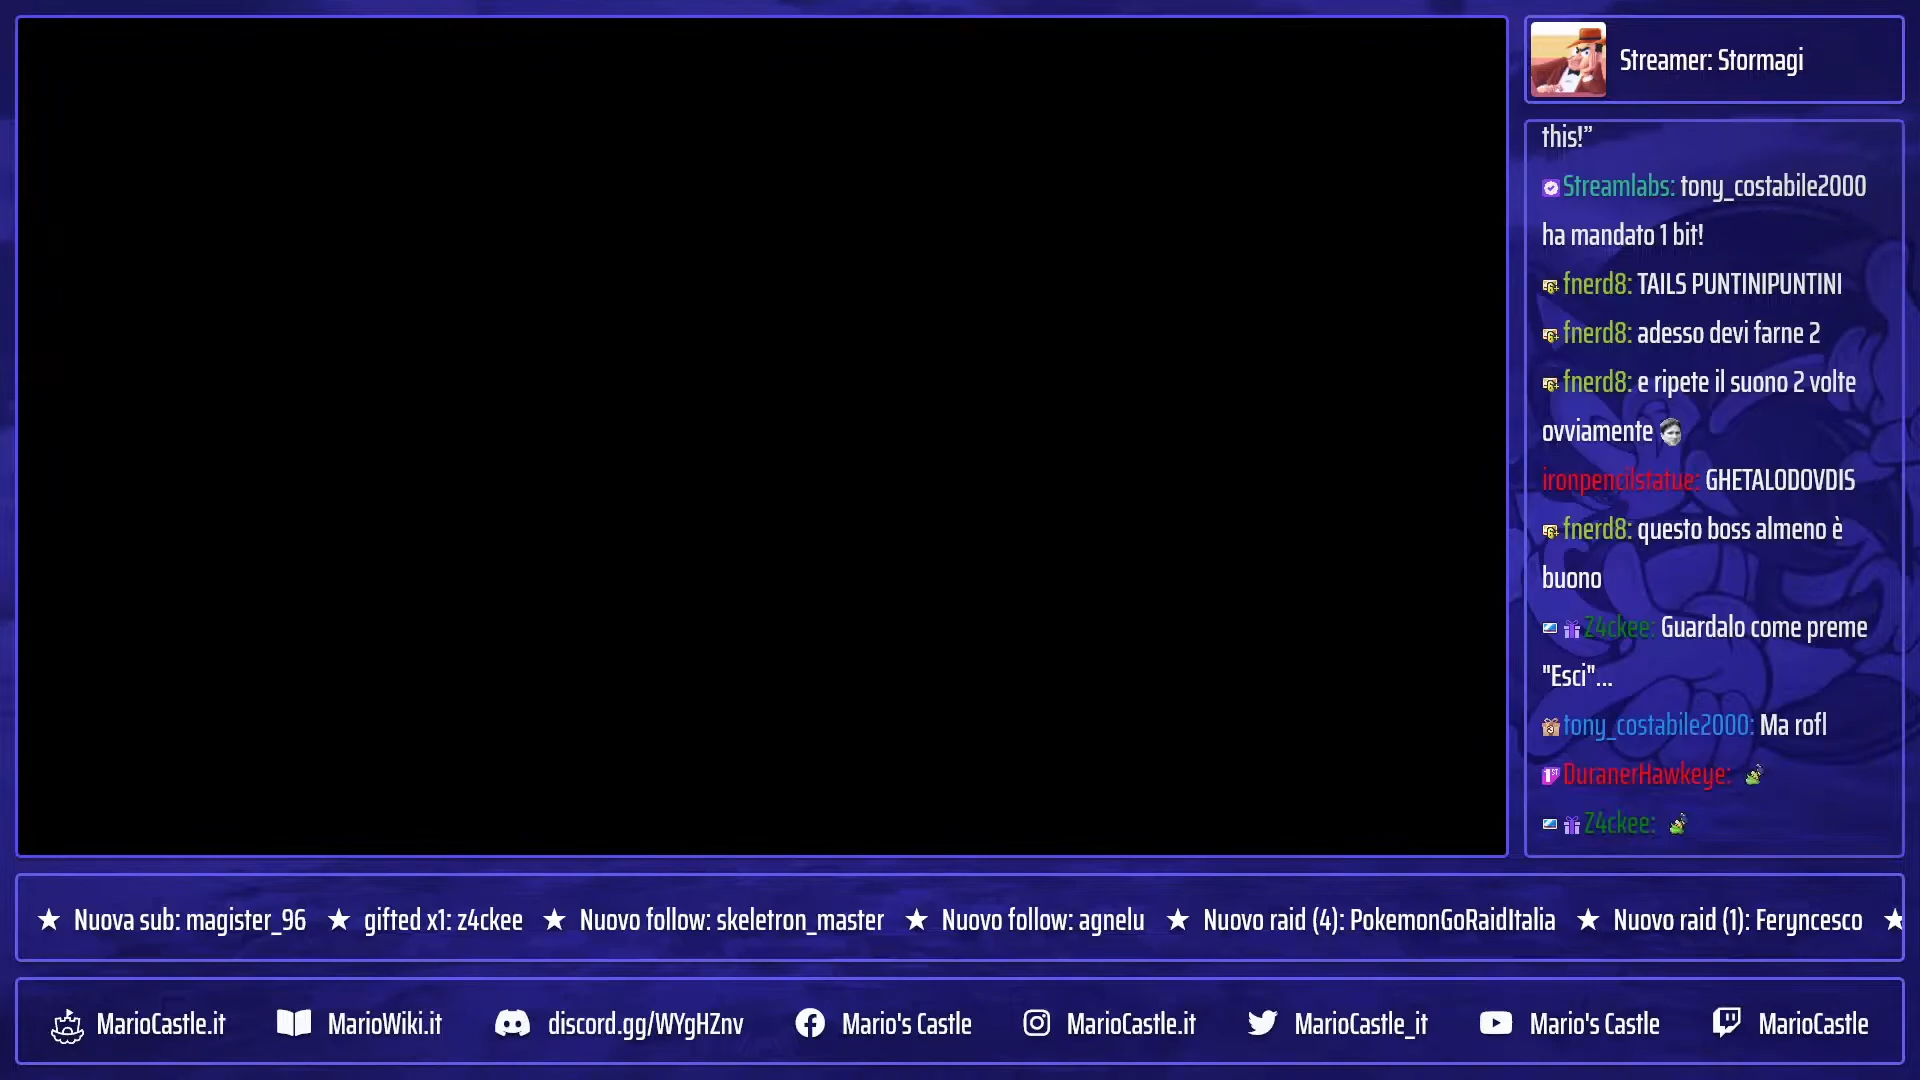 Streamer: Stormagi
this!”
Streamlabs: tony_costabile2000
ha mandato 1 bit!
fnerd8: TAILS PUNTINIPUNTINI
fnerd8: adesso devi farne 2
fnerd8: e ripete il suono 2 volte
ovviamente
ironpencilstatue: GHETALODOVDIS
fnerd8: questo boss almeno è
buono
Z4ckee: Guardalo come preme
"Esci"...
tony_costabile2000: Ma rofl
DuranerHawkeye:
Z4ckee:
★ Nuova sub: magister_96 ★ gifted x1: z4ckee ★ Nuovo follow: skeletron_master ★ Nuovo follow: agnelu ★ Nuovo raid (4): PokemonGoRaidItalia ★ Nuovo raid (1): Feryncesco ★
MarioCastle.it MarioWiki.it discord.gg/WYgHZnv Mario's Castle MarioCastle.it MarioCastle_it Mario's Castle MarioCastle